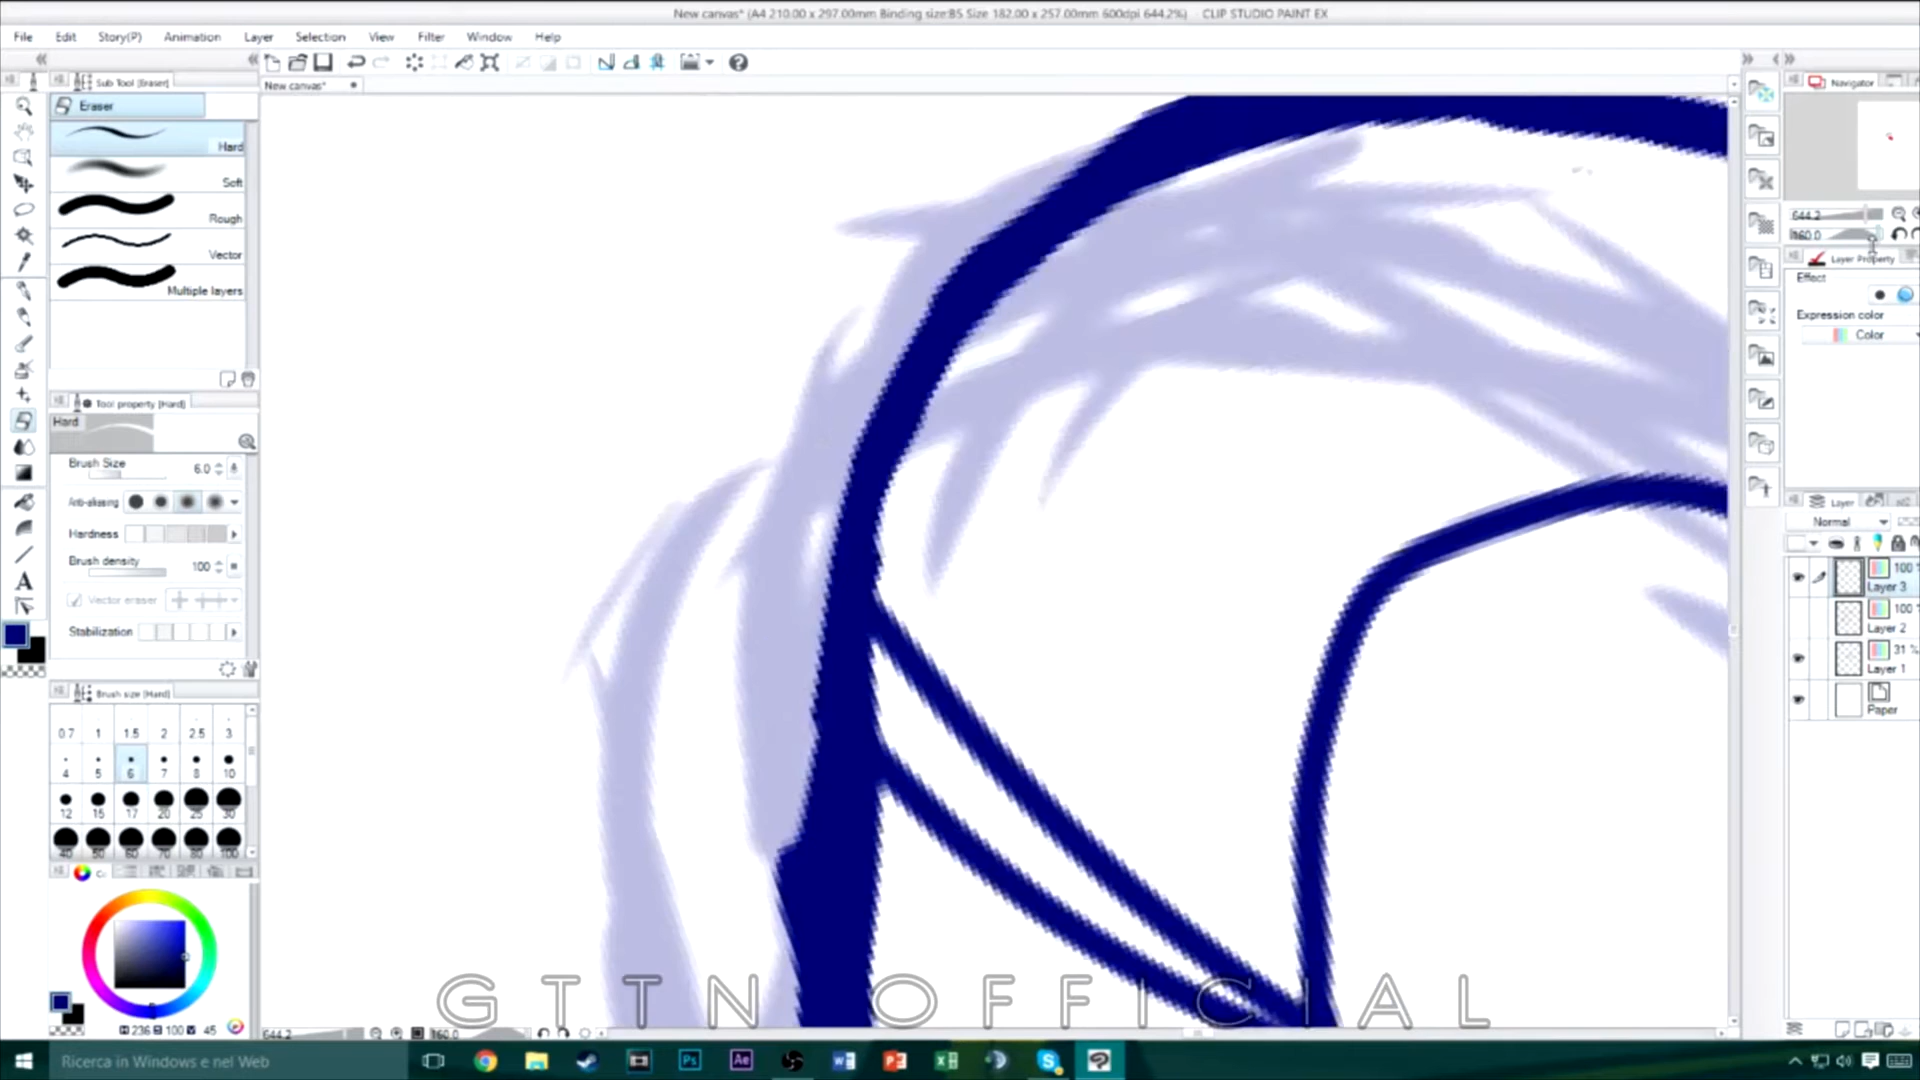 New canvas* (A4 210.00 x 297.00mm Binding size:B5 Size 182.00 x 257.00mm 600dpi 644.2%) - CLIP STUDIO PAINT EX
File Edit Story(P) Animation Layer Selection View Filter Window Help
Sub Tool [Eraser]
New canvas*
Navigator
Eraser
Hard
Soft
Rough
Vector
Multiple layers
644.2
160.0
Layer Property
Effect
Expression color
Color
Tool property [Hard]
Hard
Brush Size 6.0
Anti-aliasing
Hardness
Brush density 100
Vector eraser
Stabilization
Layer
Normal
100 %
Layer 3
100 %
Layer 2
31 %
Layer 1
Paper
Brush size [Hard]
0.7 1 1.5 2 2.5 3
4 5 6 7 8 10
12 15 17 20 25 30
40 50 60 70 80 100
H 236 S 100 V 45
644.2 160.0
GTTN OFFICIAL
Ricerca in Windows e nel Web
Ps
Ae